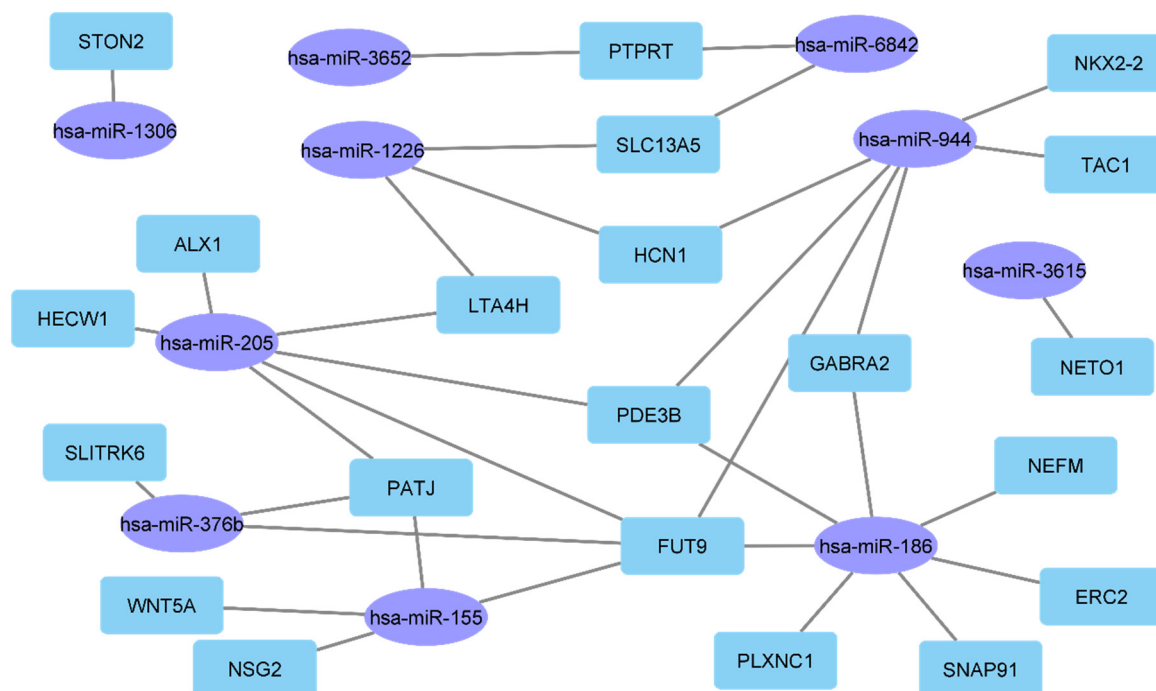 STON2
hsa-miR-3652
PTPRT
hsa-miR-6842
NKX2-2
hsa-miR-1306
hsa-miR-1226
SLC13A5
hsa-miR-944
TAC1
ALX1
HCN1
hsa-miR-3615
HECW1
LTA4H
hsa-miR-205
GABRA2
NETO1
PDE3B
SLITRK6
PATJ
NEFM
hsa-miR-376b
FUT9
hsa-miR-186
WNT5A
hsa-miR-155
ERC2
NSG2
PLXNC1
SNAP91